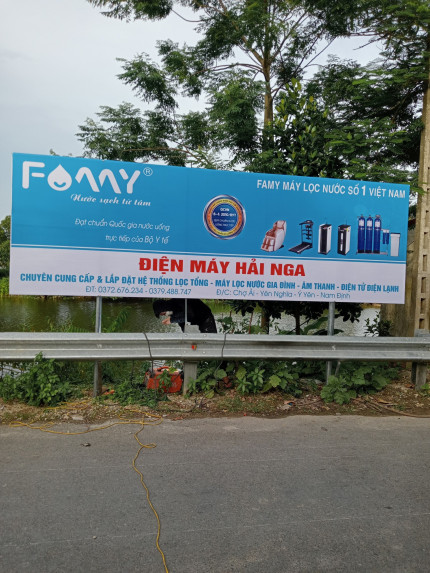 FAMY®
Nước sạch từ tâm
FAMY MÁY LỌC NƯỚC SỐ 1 VIỆT NAM
Đạt chuẩn Quốc gia nước uống
trực tiếp của Bộ Y tế
ĐIỆN MÁY HẢI NGA
CHUYÊN CUNG CẤP & LẮP ĐẶT HỆ THỐNG LỌC TỔNG - MÁY LỌC NƯỚC GIA ĐÌNH - ÂM THANH - ĐIỆN TỬ ĐIỆN LẠNH
ĐT: 0372.676.234 - 0379.488.747
Đ/C: Chợ Ải - Yên Nghĩa - Ý Yên - Nam Định